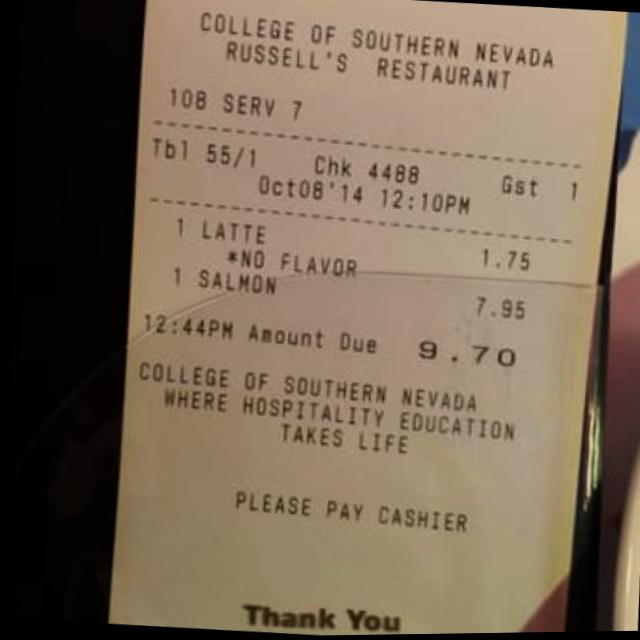 COLLEGE OF SOUTHERN NEVADA
RUSSELL'S RESTAURANT
108 SERV 7
Tbl 55/1 Chk 4488 Gst 1
Oct08'14 12:10PM
1 LATTE 1.75
*NO FLAVOR
1 SALMON 7.95
12:44PM Amount Due 9.70
COLLEGE OF SOUTHERN NEVADA
WHERE HOSPITALITY EDUCATION
TAKES LIFE
PLEASE PAY CASHIER
Thank You